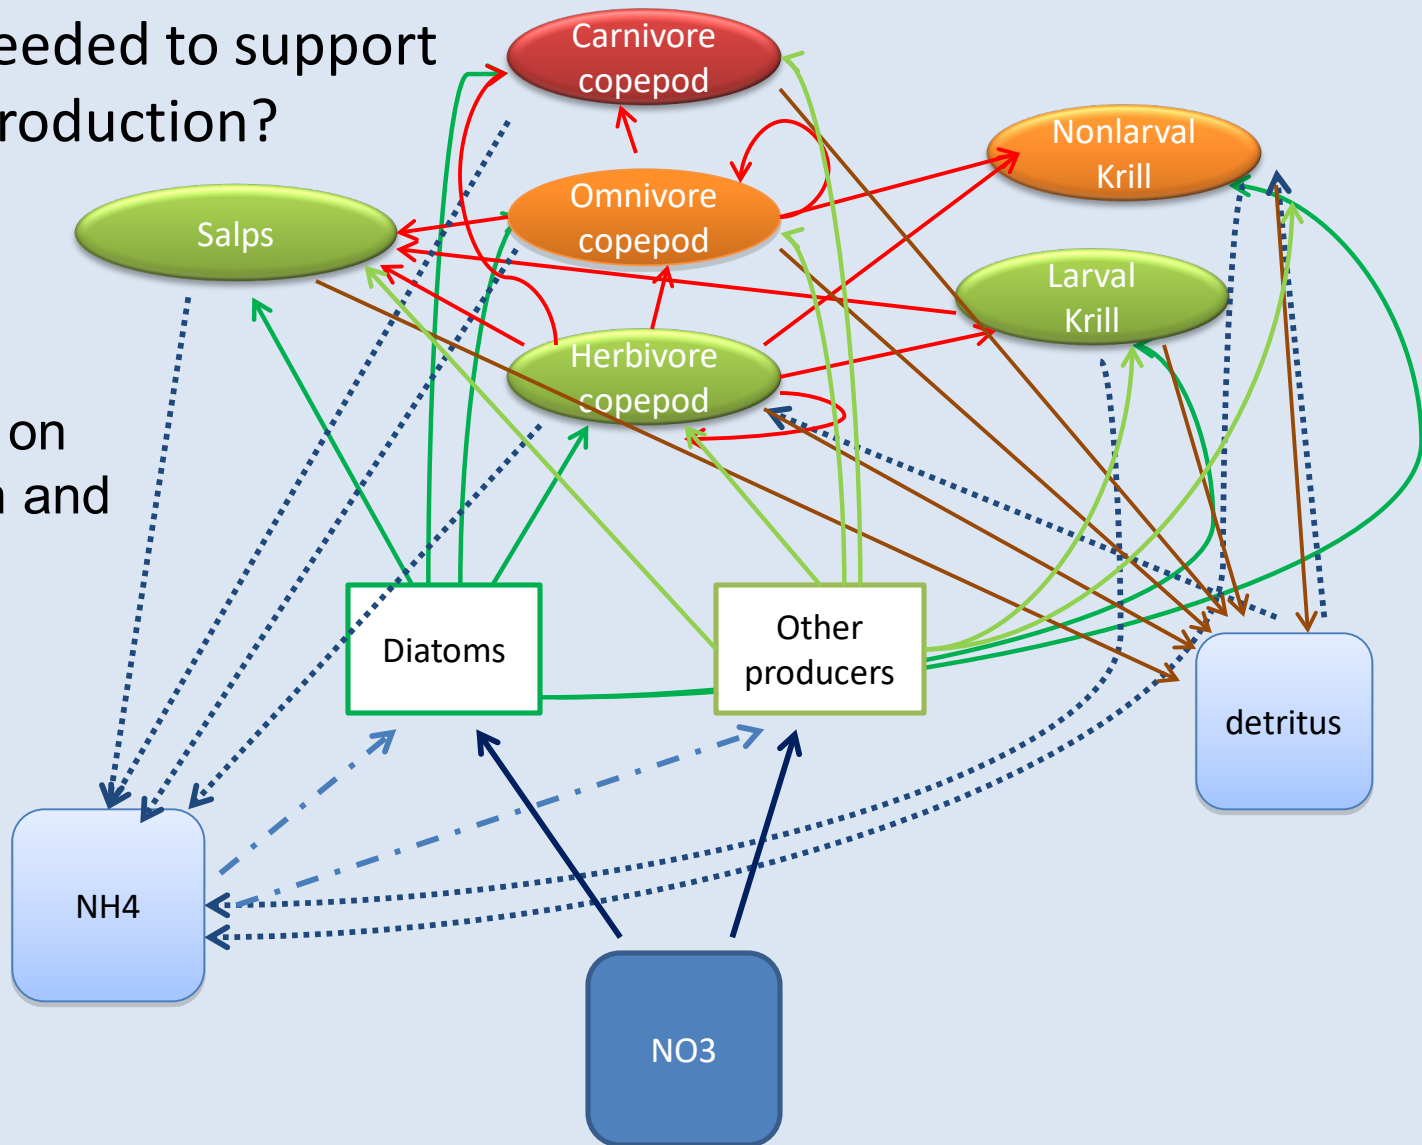 eeded to support
roduction?
on
and
Carnivore
copepod
Omnivore
copepod
Nonlarval
Krill
Salps
Larval
Krill
Herbivore
copepod
Diatoms
Other
producers
detritus
NH4
NO3